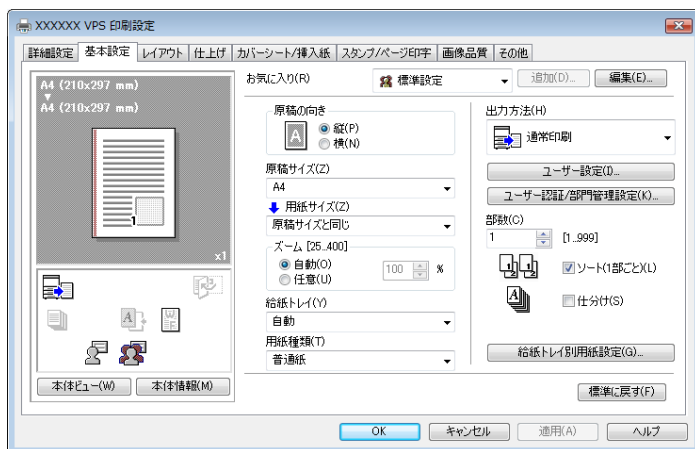 XXXXXX VPS 印刷設定
詳細設定 基本設定 レイアウト 仕上げ カバーシート/挿入紙 スタンプ/ページ印字 画像品質 その他
A4 (210x297 mm)
A4 (210x297 mm)
1
x1
本体ビュー(W) 本体情報(M)
お気に入り(R) 標準設定 追加(D)... 編集(E)...
原稿の向き
A 縦(P)
横(N)
原稿サイズ(Z)
A4
用紙サイズ(Z)
原稿サイズと同じ
ズーム [25..400]
自動(O)
任意(U)
100 %
給紙トレイ(Y)
自動
用紙種類(T)
普通紙
出力方法(H)
通常印刷
ユーザー設定(I)...
ユーザー認証/部門管理設定(K)...
部数(C)
1 [1..999]
ソート(1部ごと)(L)
仕分け(S)
給紙トレイ別用紙設定(G)...
標準に戻す(F)
OK キャンセル 適用(A) ヘルプ